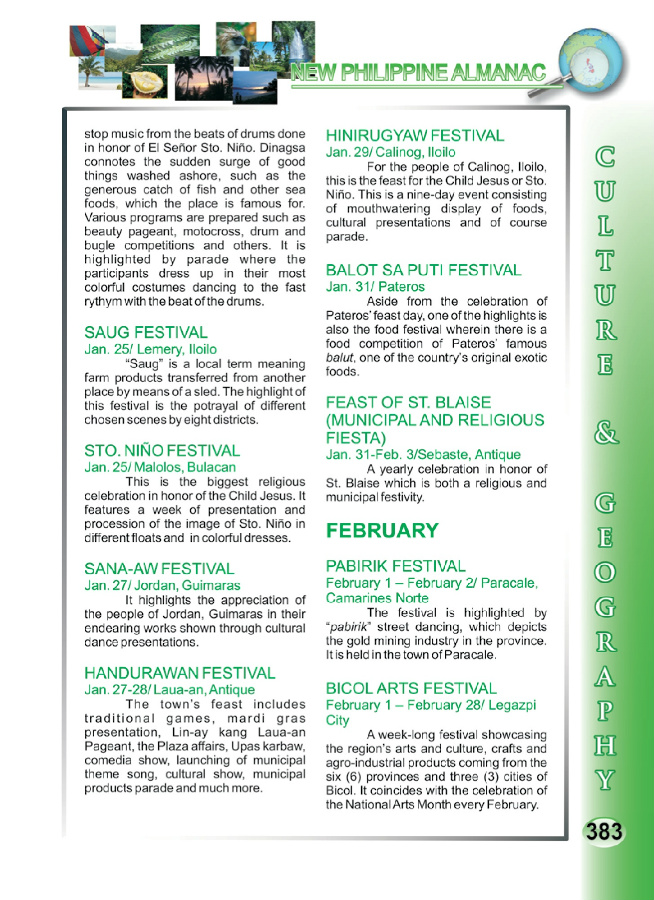 NEW PHILIPPINE ALMANAC
stop music from the beats of drums done
in honor of El Señor Sto. Niño. Dinagsa
connotes the sudden surge of good
things washed ashore, such as the
generous catch of fish and other sea
foods, which the place is famous for.
Various programs are prepared such as
beauty pageant, motocross, drum and
bugle competitions and others. It is
highlighted by parade where the
participants dress up in their most
colorful costumes dancing to the fast
rythym with the beat of the drums.
SAUG FESTIVAL
Jan. 25/ Lemery, Iloilo
“Saug” is a local term meaning
farm products transferred from another
place by means of a sled. The highlight of
this festival is the potrayal of different
chosen scenes by eight districts.
STO. NIÑO FESTIVAL
Jan. 25/ Malolos, Bulacan
This is the biggest religious
celebration in honor of the Child Jesus. It
features a week of presentation and
procession of the image of Sto. Niño in
different floats and in colorful dresses.
SANA-AW FESTIVAL
Jan. 27/ Jordan, Guimaras
It highlights the appreciation of
the people of Jordan, Guimaras in their
endearing works shown through cultural
dance presentations.
HANDURAWAN FESTIVAL
Jan. 27-28/ Laua-an, Antique
The town's feast includes
traditional games, mardi gras
presentation, Lin-ay kang Laua-an
Pageant, the Plaza affairs, Upas karbaw,
comedia show, launching of municipal
theme song, cultural show, municipal
products parade and much more.
HINIRUGYAW FESTIVAL
Jan. 29/ Calinog, Iloilo
For the people of Calinog, Iloilo,
this is the feast for the Child Jesus or Sto.
Niño. This is a nine-day event consisting
of mouthwatering display of foods,
cultural presentations and of course
parade.
BALOT SA PUTI FESTIVAL
Jan. 31/ Pateros
Aside from the celebration of
Pateros’ feast day, one of the highlights is
also the food festival wherein there is a
food competition of Pateros’ famous
balut, one of the country’s original exotic
foods.
FEAST OF ST. BLAISE
(MUNICIPAL AND RELIGIOUS
FIESTA)
Jan. 31-Feb. 3/Sebaste, Antique
A yearly celebration in honor of
St. Blaise which is both a religious and
municipal festivity.
FEBRUARY
PABIRIK FESTIVAL
February 1 – February 2/ Paracale,
Camarines Norte
The festival is highlighted by
“pabirik” street dancing, which depicts
the gold mining industry in the province.
It is held in the town of Paracale.
BICOL ARTS FESTIVAL
February 1 – February 28/ Legazpi
City
A week-long festival showcasing
the region’s arts and culture, crafts and
agro-industrial products coming from the
six (6) provinces and three (3) cities of
Bicol. It coincides with the celebration of
the National Arts Month every February.
CULTURE & GEOGRAPHY
383